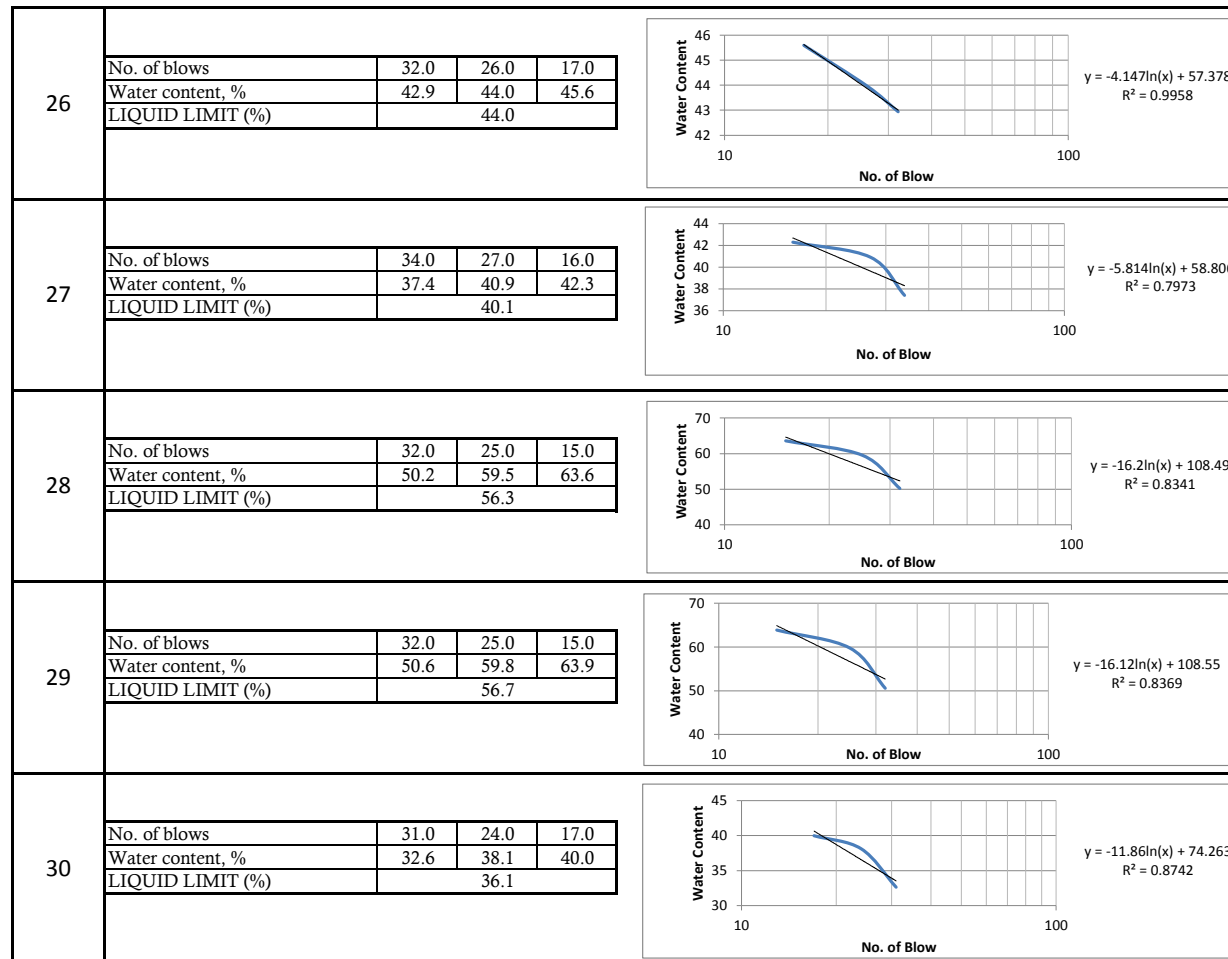 26
No. of blows 32.0 26.0 17.0
Water content, % 42.9 44.0 45.6
LIQUID LIMIT (%) 44.0
46
45
44
43
42
10 100
Water Content
No. of Blow
y = -4.147ln(x) + 57.378
R² = 0.9958
27
No. of blows 34.0 27.0 16.0
Water content, % 37.4 40.9 42.3
LIQUID LIMIT (%) 40.1
44
42
40
38
36
10 100
Water Content
No. of Blow
y = -5.814ln(x) + 58.806
R² = 0.7973
28
No. of blows 32.0 25.0 15.0
Water content, % 50.2 59.5 63.6
LIQUID LIMIT (%) 56.3
70
60
50
40
10 100
Water Content
No. of Blow
y = -16.2ln(x) + 108.49
R² = 0.8341
29
No. of blows 32.0 25.0 15.0
Water content, % 50.6 59.8 63.9
LIQUID LIMIT (%) 56.7
70
60
50
40
10 100
Water Content
No. of Blow
y = -16.12ln(x) + 108.55
R² = 0.8369
30
No. of blows 31.0 24.0 17.0
Water content, % 32.6 38.1 40.0
LIQUID LIMIT (%) 36.1
45
40
35
30
10 100
Water Content
No. of Blow
y = -11.86ln(x) + 74.263
R² = 0.8742